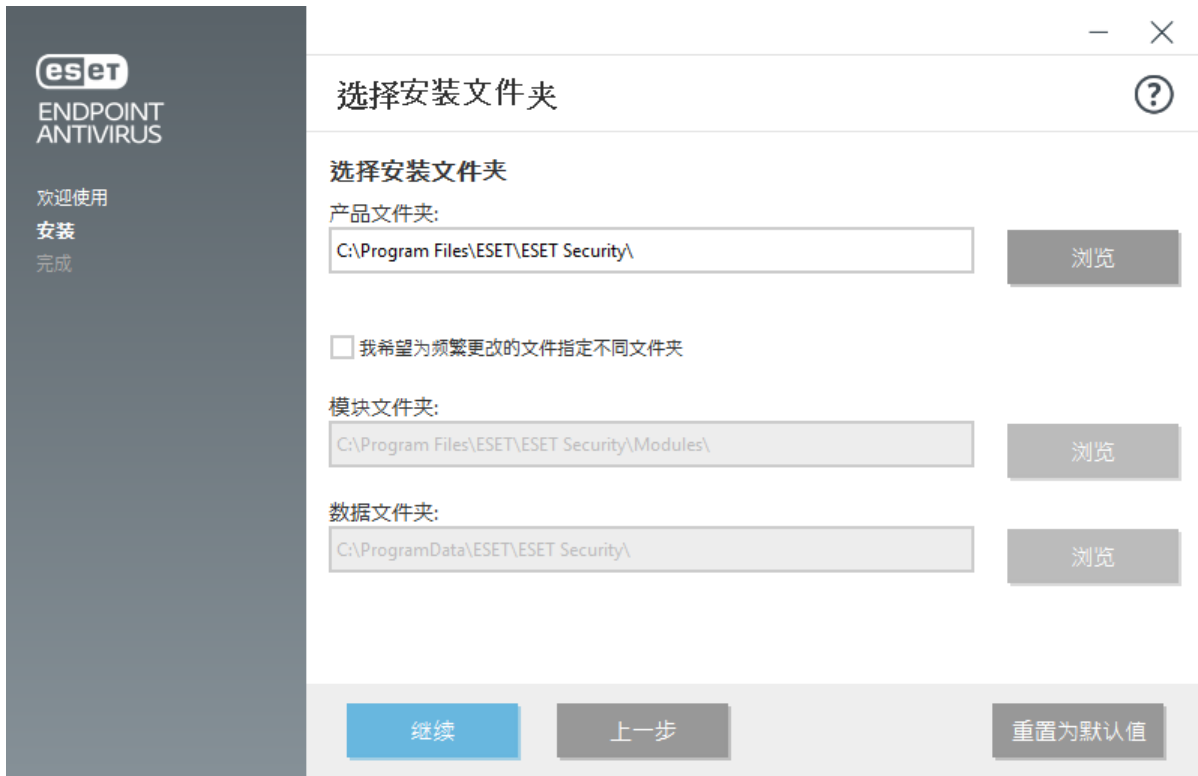 eseT
ENDPOINT
ANTIVIRUS
欢迎使用
安装
完成
选择安装文件夹
?
选择安装文件夹
产品文件夹:
C:\Program Files\ESET\ESET Security\
浏览
我希望为频繁更改的文件指定不同文件夹
模块文件夹:
C:\Program Files\ESET\ESET Security\Modules\
浏览
数据文件夹:
C:\ProgramData\ESET\ESET Security\
浏览
继续
上一步
重置为默认值